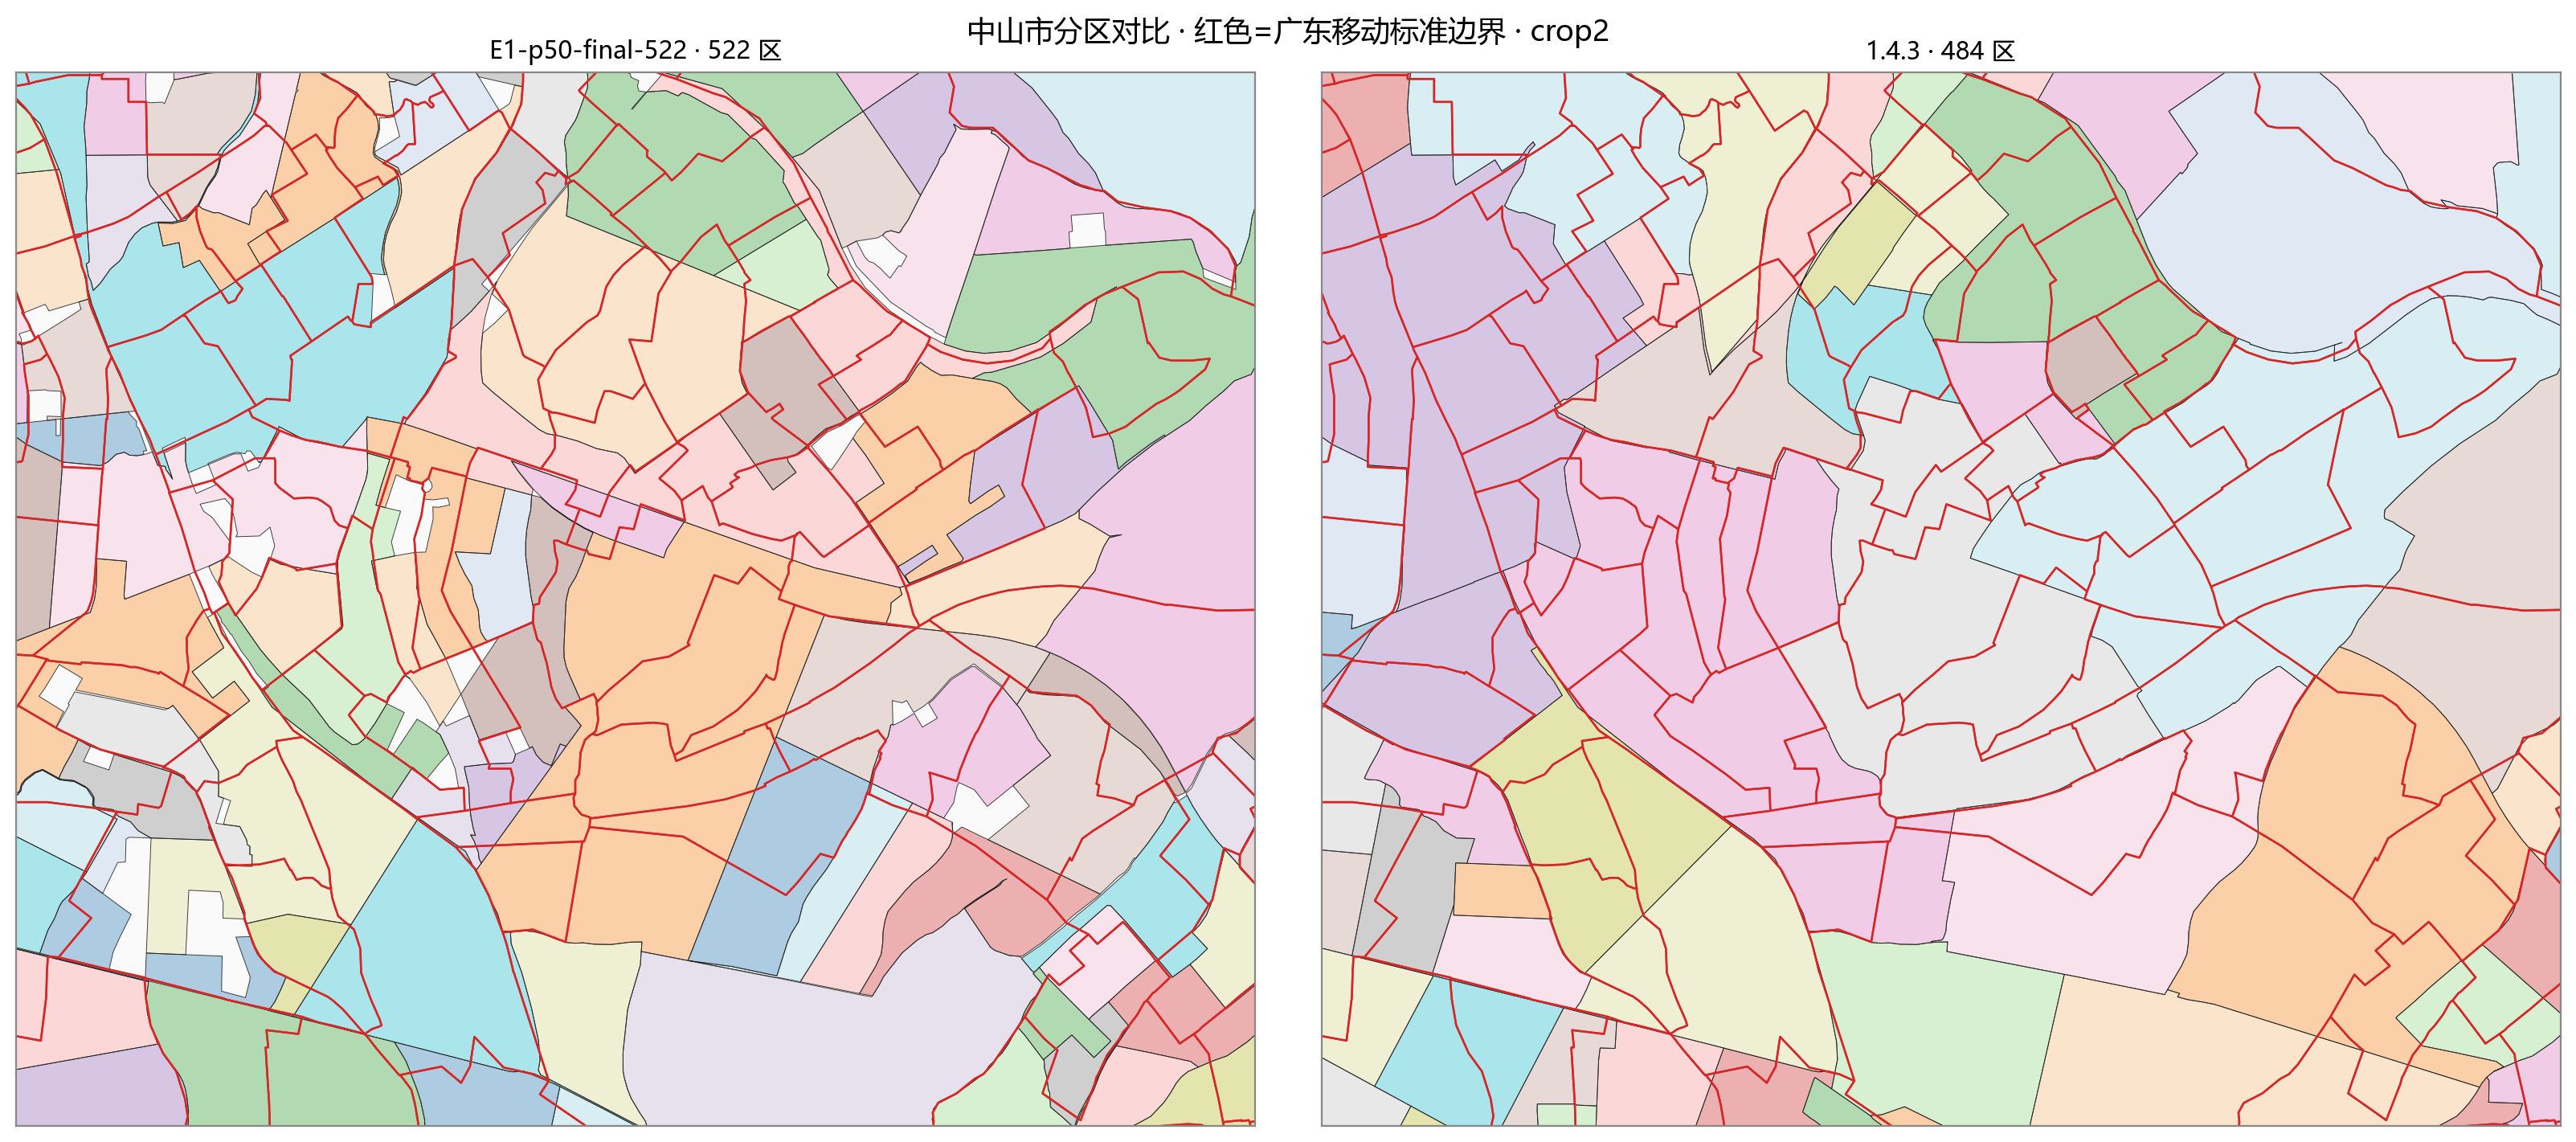 中山市分区对比 · 红色=广东移动标准边界 · crop2
E1-p50-final-522 · 522 区
1.4.3 · 484 区